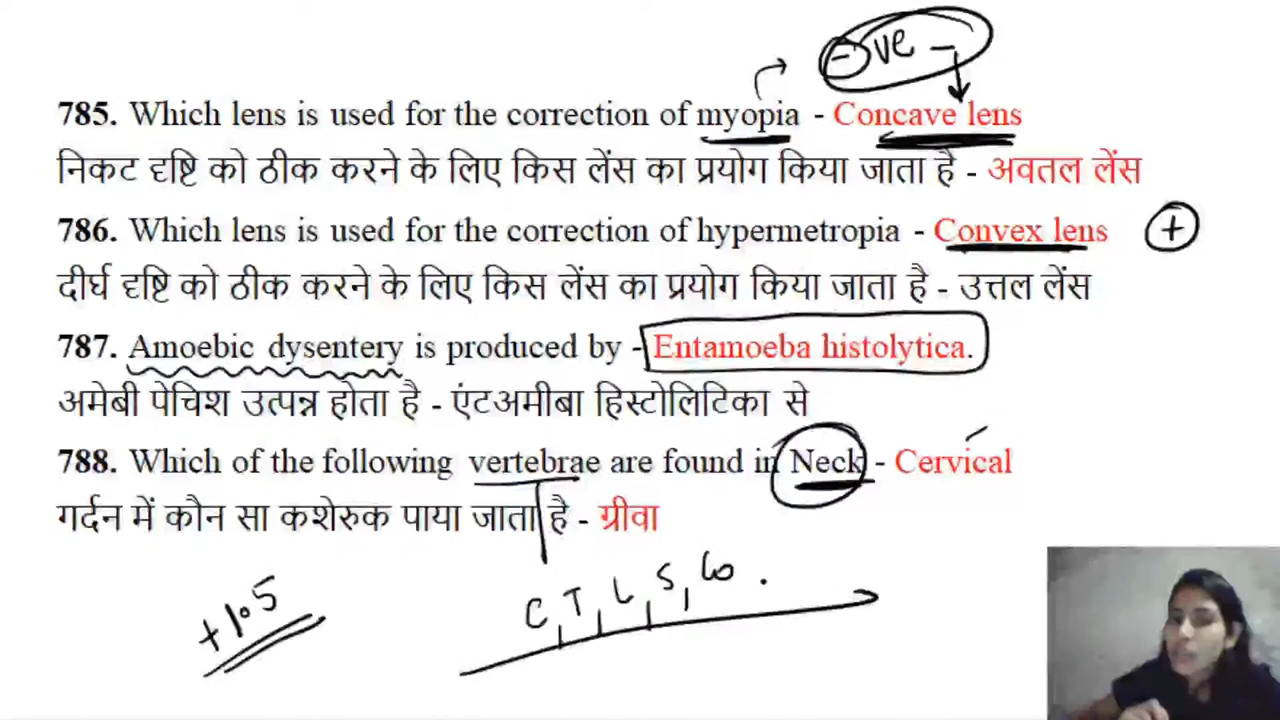 -ve -
785. Which lens is used for the correction of myopia - Concave lens
निकट दृष्टि को ठीक करने के लिए किस लेंस का प्रयोग किया जाता है - अवतल लेंस
786. Which lens is used for the correction of hypermetropia - Convex lens +
दीर्घ दृष्टि को ठीक करने के लिए किस लेंस का प्रयोग किया जाता है - उत्तल लेंस
787. Amoebic dysentery is produced by - Entamoeba histolytica.
अमेबी पेचिश उत्पन्न होता है - एंटअमीबा हिस्टोलिटिका से
788. Which of the following vertebrae are found in Neck - Cervical
गर्दन में कौन सा कशेरुक पाया जाता है - ग्रीवा
C, T, L, S, Co.
+1.5